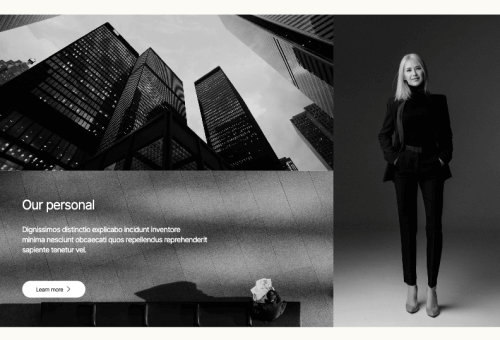 Our personal
Dignissimos distinctio explicabo incidunt inventore
minima nesciunt obcaecati quos repellendus reprehenderit
sapiente tenetur vel.
Learn more